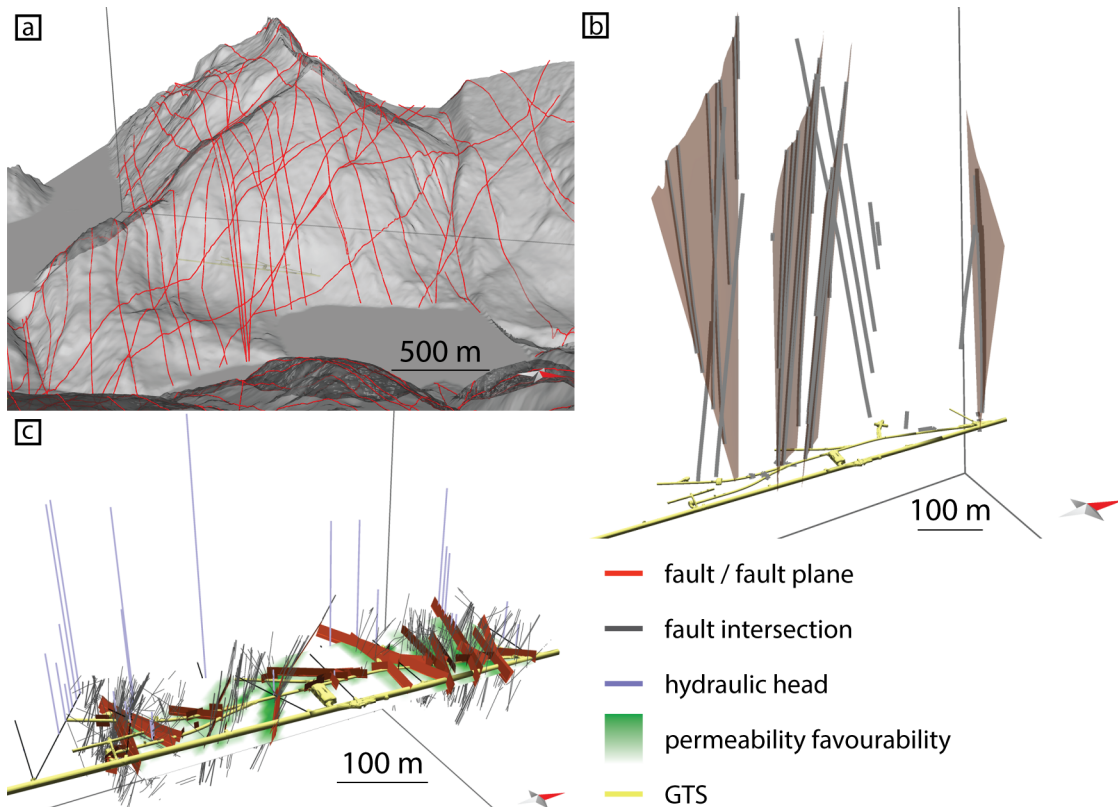 a
500 m
b
100 m
c
100 m
fault / fault plane
fault intersection
hydraulic head
permeability favourability
GTS